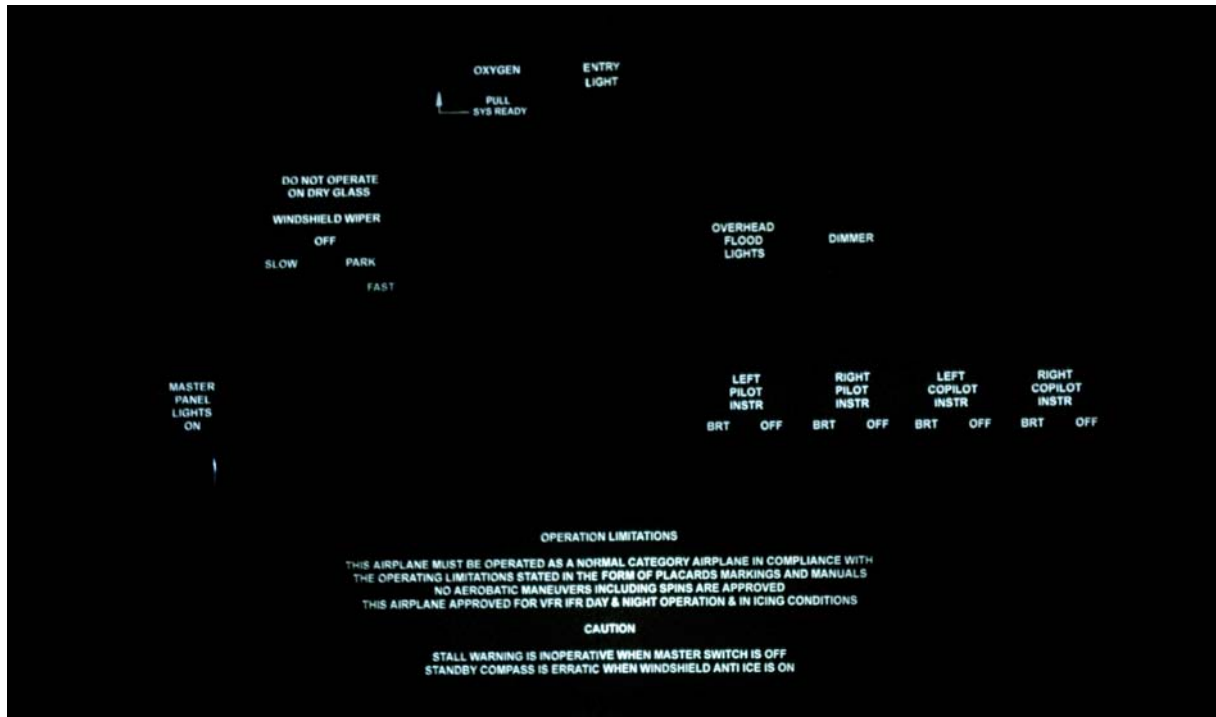 OXYGEN
PULL
SYS READY
ENTRY
LIGHT
DO NOT OPERATE
ON DRY GLASS
WINDSHIELD WIPER
OFF
SLOW PARK
FAST
OVERHEAD
FLOOD
LIGHTS
DIMMER
MASTER
PANEL
LIGHTS
ON
LEFT
PILOT
INSTR
BRT OFF
RIGHT
PILOT
INSTR
BRT OFF
LEFT
COPILOT
INSTR
BRT OFF
RIGHT
COPILOT
INSTR
BRT OFF
OPERATION LIMITATIONS
THIS AIRPLANE MUST BE OPERATED AS A NORMAL CATEGORY AIRPLANE IN COMPLIANCE WITH
THE OPERATING LIMITATIONS STATED IN THE FORM OF PLACARDS MARKINGS AND MANUALS
NO AEROBATIC MANEUVERS INCLUDING SPINS ARE APPROVED
THIS AIRPLANE APPROVED FOR VFR IFR DAY & NIGHT OPERATION & IN ICING CONDITIONS
CAUTION
STALL WARNING IS INOPERATIVE WHEN MASTER SWITCH IS OFF
STANDBY COMPASS IS ERRATIC WHEN WINDSHIELD ANTI ICE IS ON